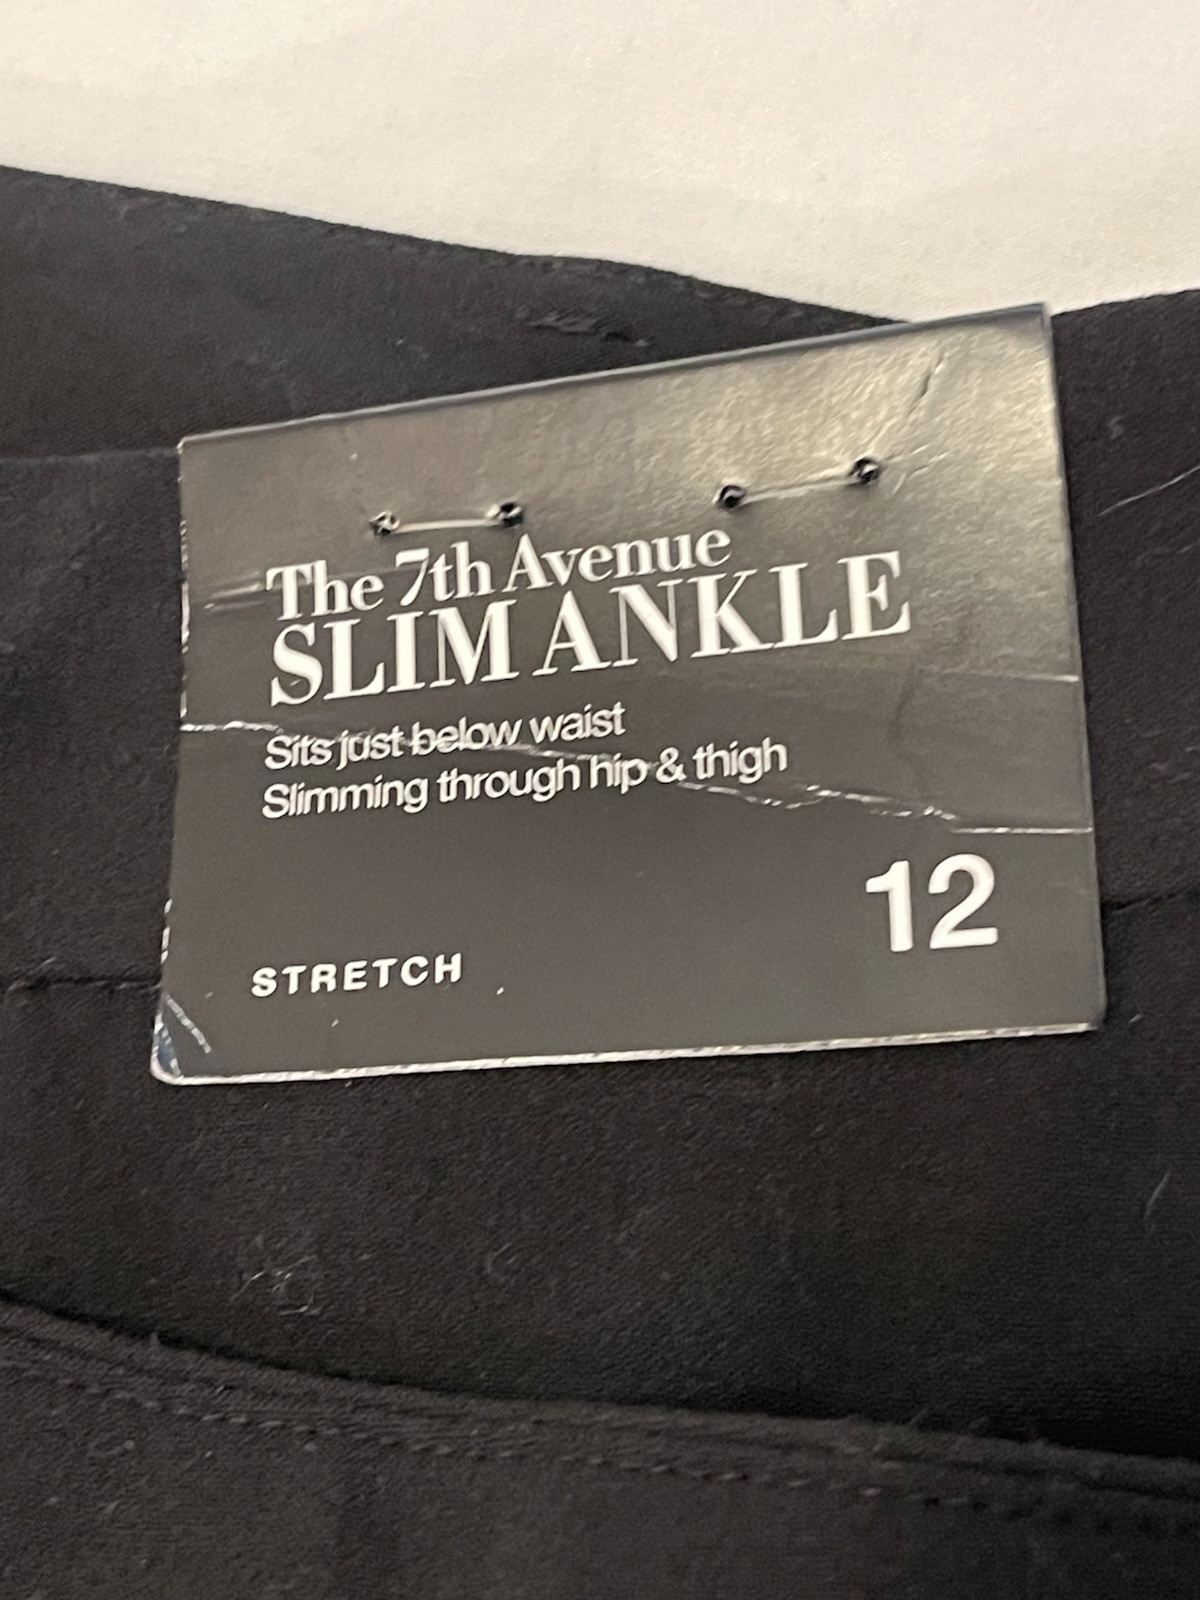 The 7th Avenue
SLIM ANKLE
Sits just below waist
Slimming through hip & thigh
12
STRETCH